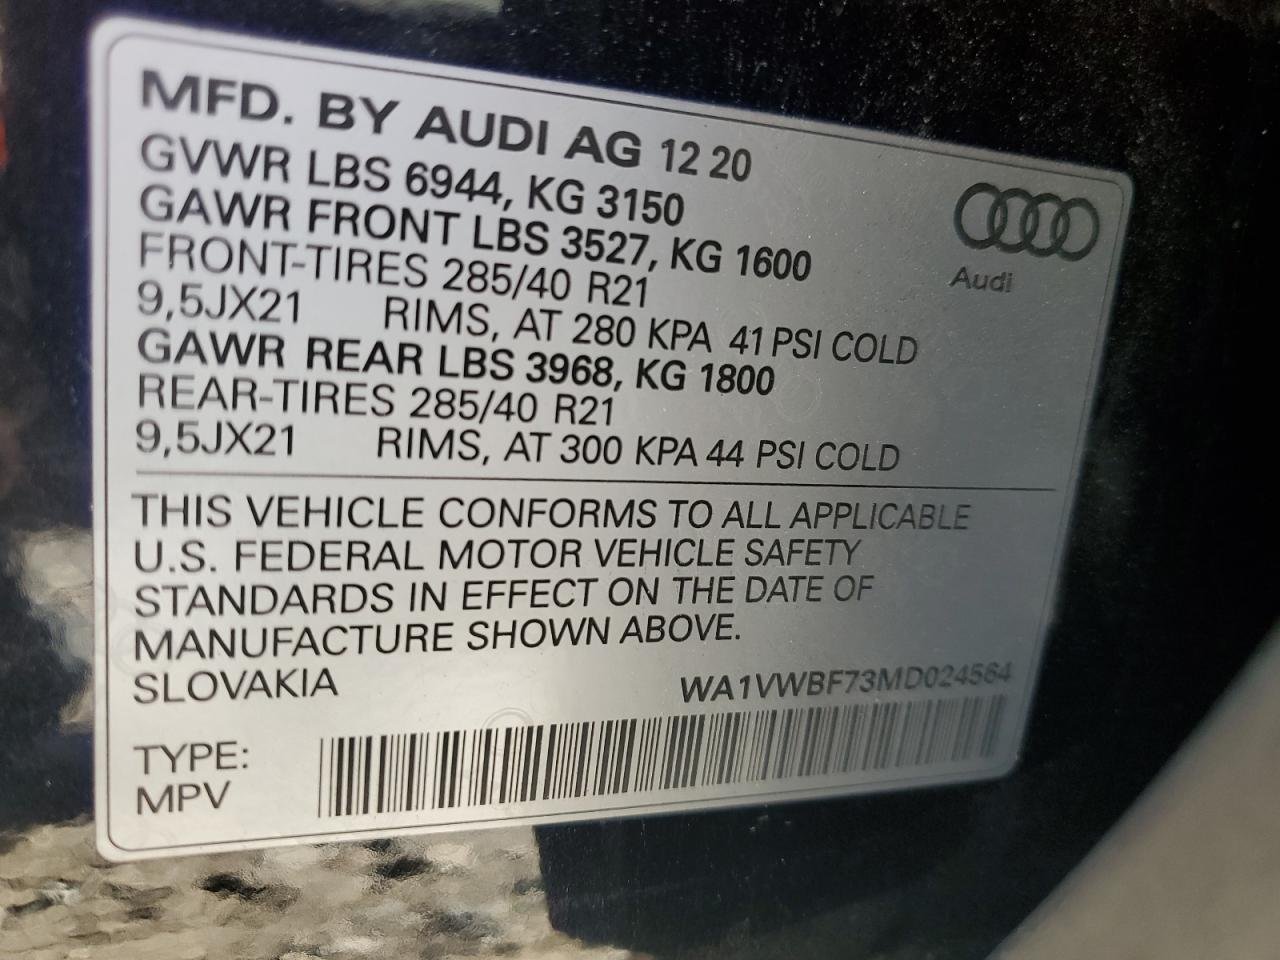 MFD. BY AUDI AG 12 20
GVWR LBS 6944, KG 3150
GAWR FRONT LBS 3527, KG 1600
FRONT-TIRES 285/40 R21
9,5JX21 RIMS, AT 280 KPA 41 PSI COLD
GAWR REAR LBS 3968, KG 1800
REAR-TIRES 285/40 R21
9,5JX21 RIMS, AT 300 KPA 44 PSI COLD
Audi
THIS VEHICLE CONFORMS TO ALL APPLICABLE
U.S. FEDERAL MOTOR VEHICLE SAFETY
STANDARDS IN EFFECT ON THE DATE OF
MANUFACTURE SHOWN ABOVE.
SLOVAKIA WA1VWBF73MD024564
TYPE:
MPV